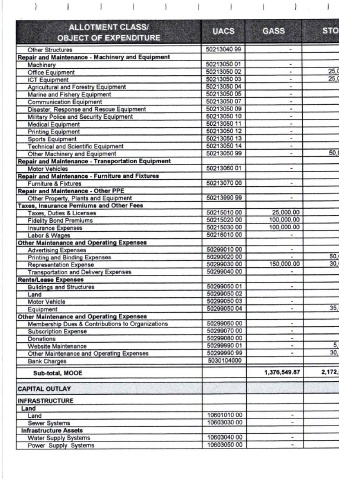 ALLOTMENT CLASS/ UACS GASS STO
OBJECT OF EXPENDITURE
Other Structures 50213040 99 -
Repair and Maintenance - Machinery and Equipment
Machinery 50213050 01 -
Office Equipment 50213050 02 - 25,0
ICT Equipment 50213050 03 - 25,0
Agricultural and Forestry Equipment 50213050 04 -
Marine and Fishery Equipment 50213050 05 -
Communication Equipment 50213050 07 -
Disaster, Response and Rescue Equipment 50213050 09 -
Military Police and Security Equipment 50213050 10 -
Medical Equipment 50213050 11 -
Printing Equipment 50213050 12 -
Sports Equipment 50213050 13 -
Technical and Scientific Equipment 50213050 14 -
Other Machinery and Equipment 50213050 99 - 50,0
Repair and Maintenance - Transportation Equipment
Motor Vehicles 50213060 01 -
Repair and Maintenance - Furniture and Fixtures
Furniture & Fixtures 50213070 00 -
Repair and Maintenance - Other PPE
Other Property, Plants and Equipment 50213990 99 -
Taxes, Insurance Pemiums and Other Fees
Taxes, Duties & Licenses 50215010 00 25,000.00
Fidelity Bond Premiums 50215020 00 100,000.00
Insurance Expenses 50215030 00 100,000.00
Labor & Wages 50216010 00
Other Maintenance and Operating Expenses
Advertising Expenses 50299010 00 -
Printing and Binding Expenses 50299020 00 - 50,
Representation Expense 50299030 00 150,000.00 30,
Transportation and Delivery Expenses 50299040 00 -
Rents/Lease Expenses
Buildings and Structures 50299050 01 -
Land 50299050 02
Motor Vehicle 50299050 03 -
Equipment 50299050 04 - 35,
Other Maintenance and Operating Expenses
Membership Dues & Contributions to Organizations 50299060 00 -
Subscription Expense 50299070 00 -
Donations 50299080 00 -
Website Maintenance 50299990 01 - 5,
Other Maintenance and Operating Expenses 50299990 99 - 30,
Bank Charges 5030104000
Sub-total, MOOE 1,376,549.87 2,172,
CAPITAL OUTLAY
INFRASTRUCTURE
Land
Land 10601010 00 -
Sewer Systems 10603030 00 -
Infrastructure Assets
Water Supply Systems 10603040 00 -
Power Supply Systems 10603050 00 -